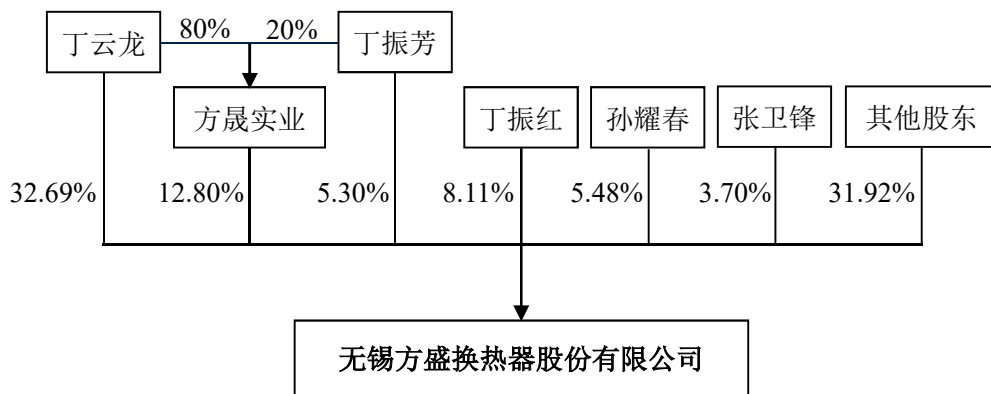 丁云龙
80%
20%
丁振芳
方晟实业
丁振红
孙耀春
张卫锋
其他股东
32.69%
12.80%
5.30%
8.11%
5.48%
3.70%
31.92%
无锡方盛换热器股份有限公司